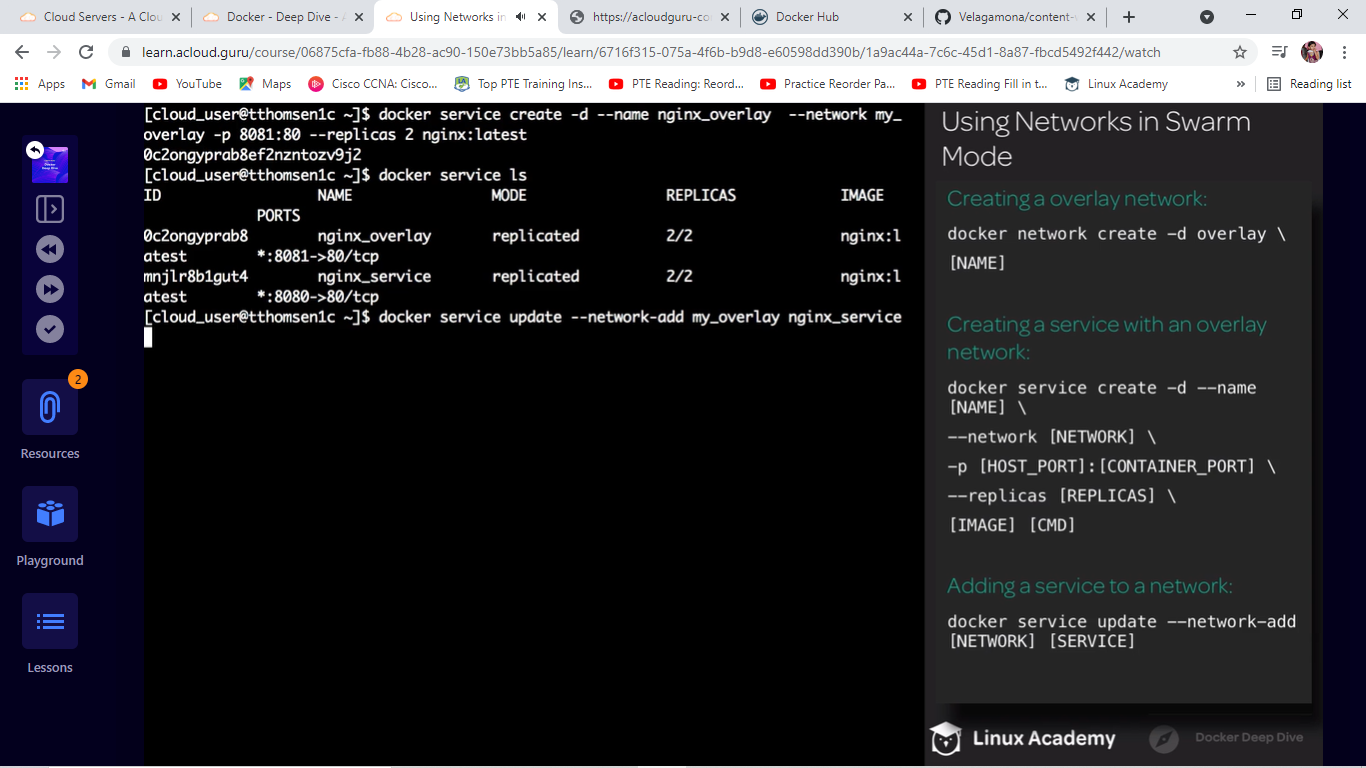 Cloud Servers - A Clou
Docker - Deep Dive - A
Using Networks in
https://acloudguru-co
Docker Hub
Velagamona/content-
learn.acloud.guru/course/06875cfa-fb88-4b28-ac90-150e73bb5a85/learn/6716f315-075a-4f6b-b9d8-e60598dd390b/1a9ac44a-7c6c-45d1-8a87-fbcd5492f442/watch
Apps
Gmail
YouTube
Maps
Cisco CCNA: Cisco...
Top PTE Training Ins...
PTE Reading: Reord...
Practice Reorder Pa...
PTE Reading Fill in t...
Linux Academy
»
Reading list
2
Resources
Playground
Lessons
[cloud_user@tthomsen1c ~]$ docker service create -d --name nginx_overlay  --network my_
overlay -p 8081:80 --replicas 2 nginx:latest
0c2ongyprab8ef2nzntozv9j2
[cloud_user@tthomsen1c ~]$ docker service ls
ID NAME MODE REPLICAS IMAGE
PORTS
0c2ongyprab8 nginx_overlay replicated 2/2 nginx:l
atest *:8081->80/tcp
mnjlr8b1gut4 nginx_service replicated 2/2 nginx:l
atest *:8080->80/tcp
[cloud_user@tthomsen1c ~]$ docker service update --network-add my_overlay nginx_service
Using Networks in Swarm
Mode
Creating a overlay network:
docker network create -d overlay \
[NAME]
Creating a service with an overlay
network:
docker service create -d --name
[NAME] \
--network [NETWORK] \
-p [HOST_PORT]:[CONTAINER_PORT] \
--replicas [REPLICAS] \
[IMAGE] [CMD]
Adding a service to a network:
docker service update --network-add
[NETWORK] [SERVICE]
Linux Academy
Docker Deep Dive